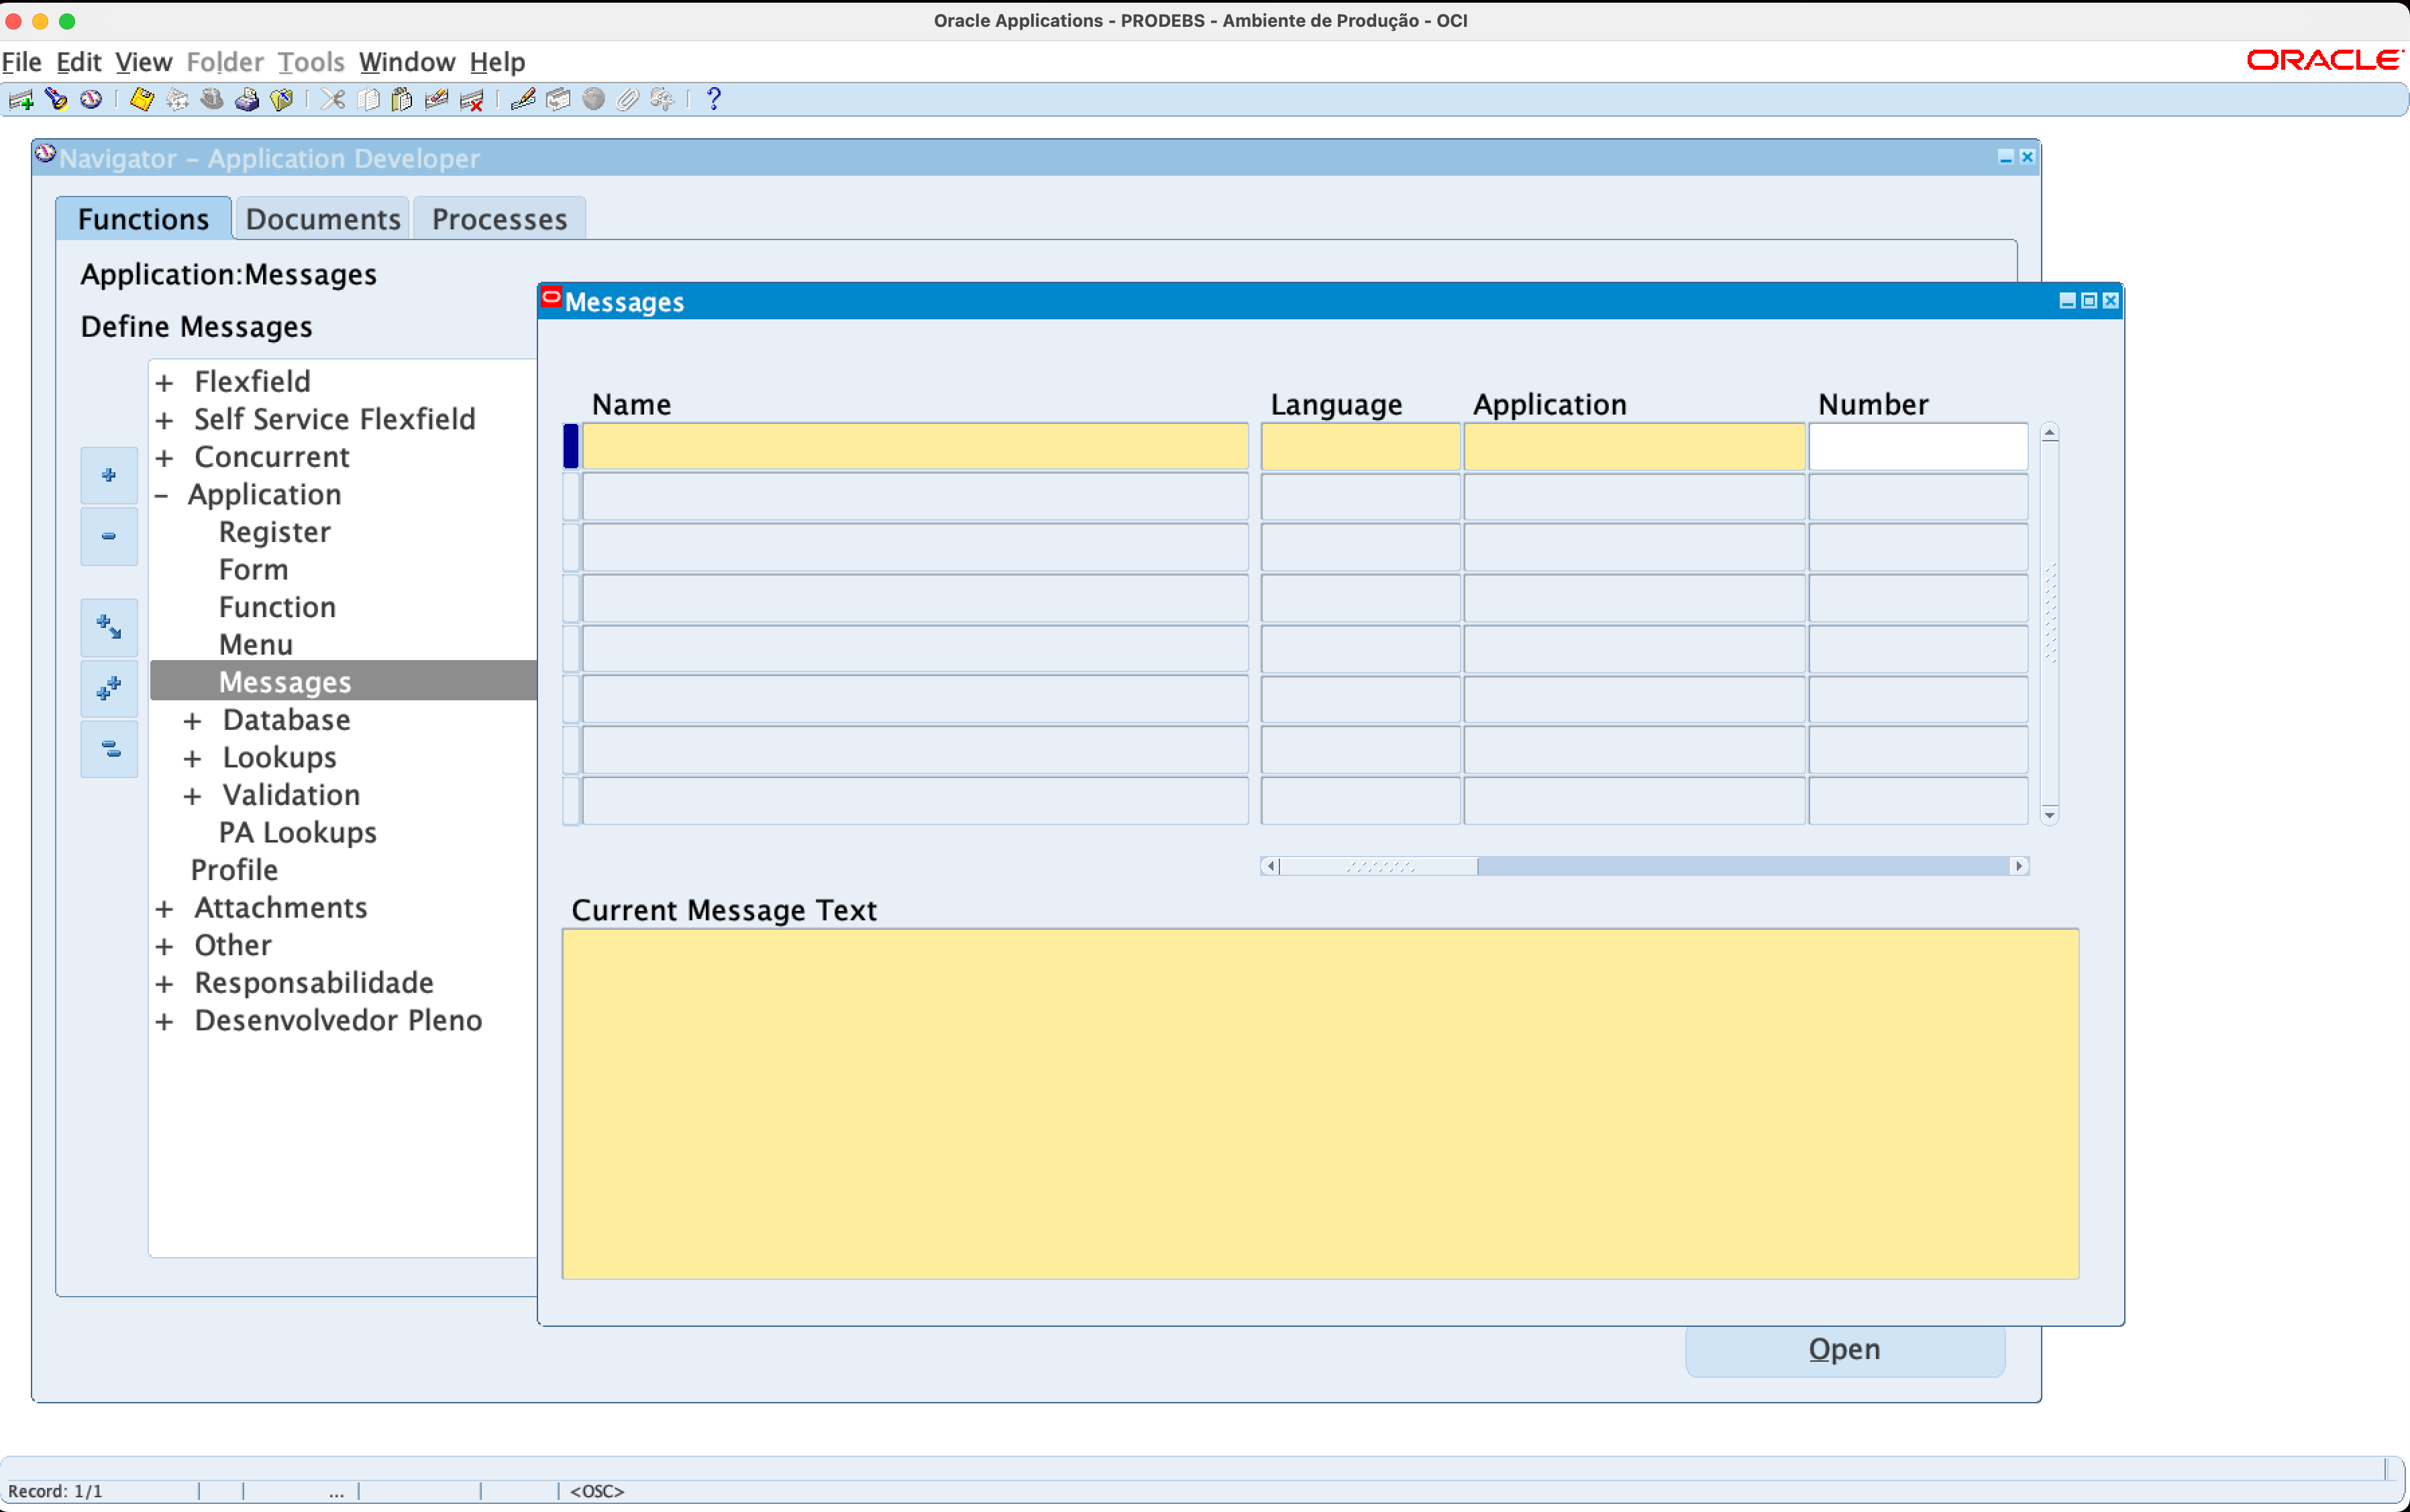 Oracle Applications - PRODEBS - Ambiente de Produção - OCI
File Edit View Folder Tools Window Help
ORACLE
?
Navigator – Application Developer
Functions Documents Processes
Application:Messages
Define Messages
+ Flexfield
+ Self Service Flexfield
+ Concurrent
– Application
Register
Form
Function
Menu
Messages
+ Database
+ Lookups
+ Validation
PA Lookups
Profile
+ Attachments
+ Other
+ Responsabilidade
+ Desenvolvedor Pleno
Messages
Name Language Application Number
Current Message Text
Open
Record: 1/1 ... <OSC>